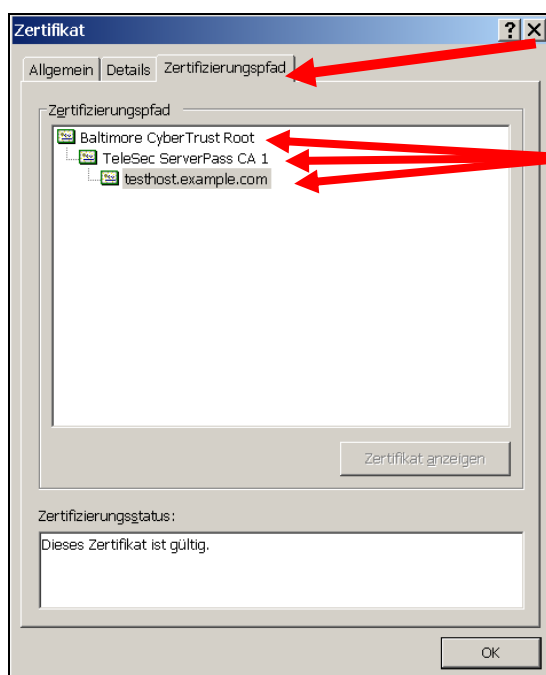 Zertifikat
Allgemein Details Zertifizierungspfad
Zertifizierungspfad
Baltimore CyberTrust Root
TeleSec ServerPass CA 1
testhost.example.com
Zertifikat anzeigen
Zertifizierungsstatus:
Dieses Zertifikat ist gültig.
OK